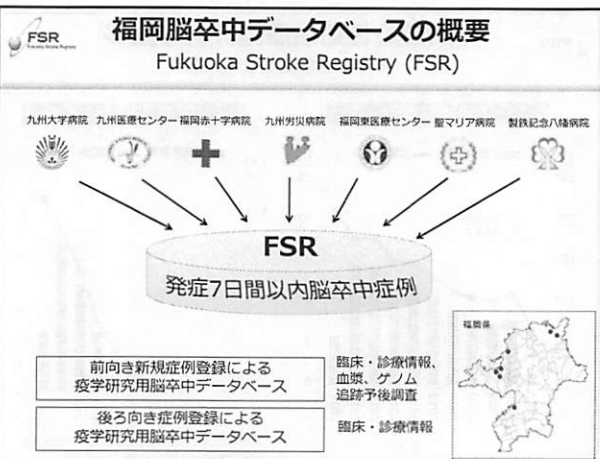 FSR
Fukuoka Stroke Registry
福岡脳卒中データベースの概要
Fukuoka Stroke Registry (FSR)
九州大学病院 九州医療センター 福岡赤十字病院 九州労災病院 福岡東医療センター 聖マリア病院 製鉄記念八幡病院
FSR
発症7日間以内脳卒中症例
前向き新規症例登録による
疫学研究用脳卒中データベース
臨床・診療情報、
血漿、ゲノム
追跡予後調査
後ろ向き症例登録による
疫学研究用脳卒中データベース
臨床・診療情報
福岡県